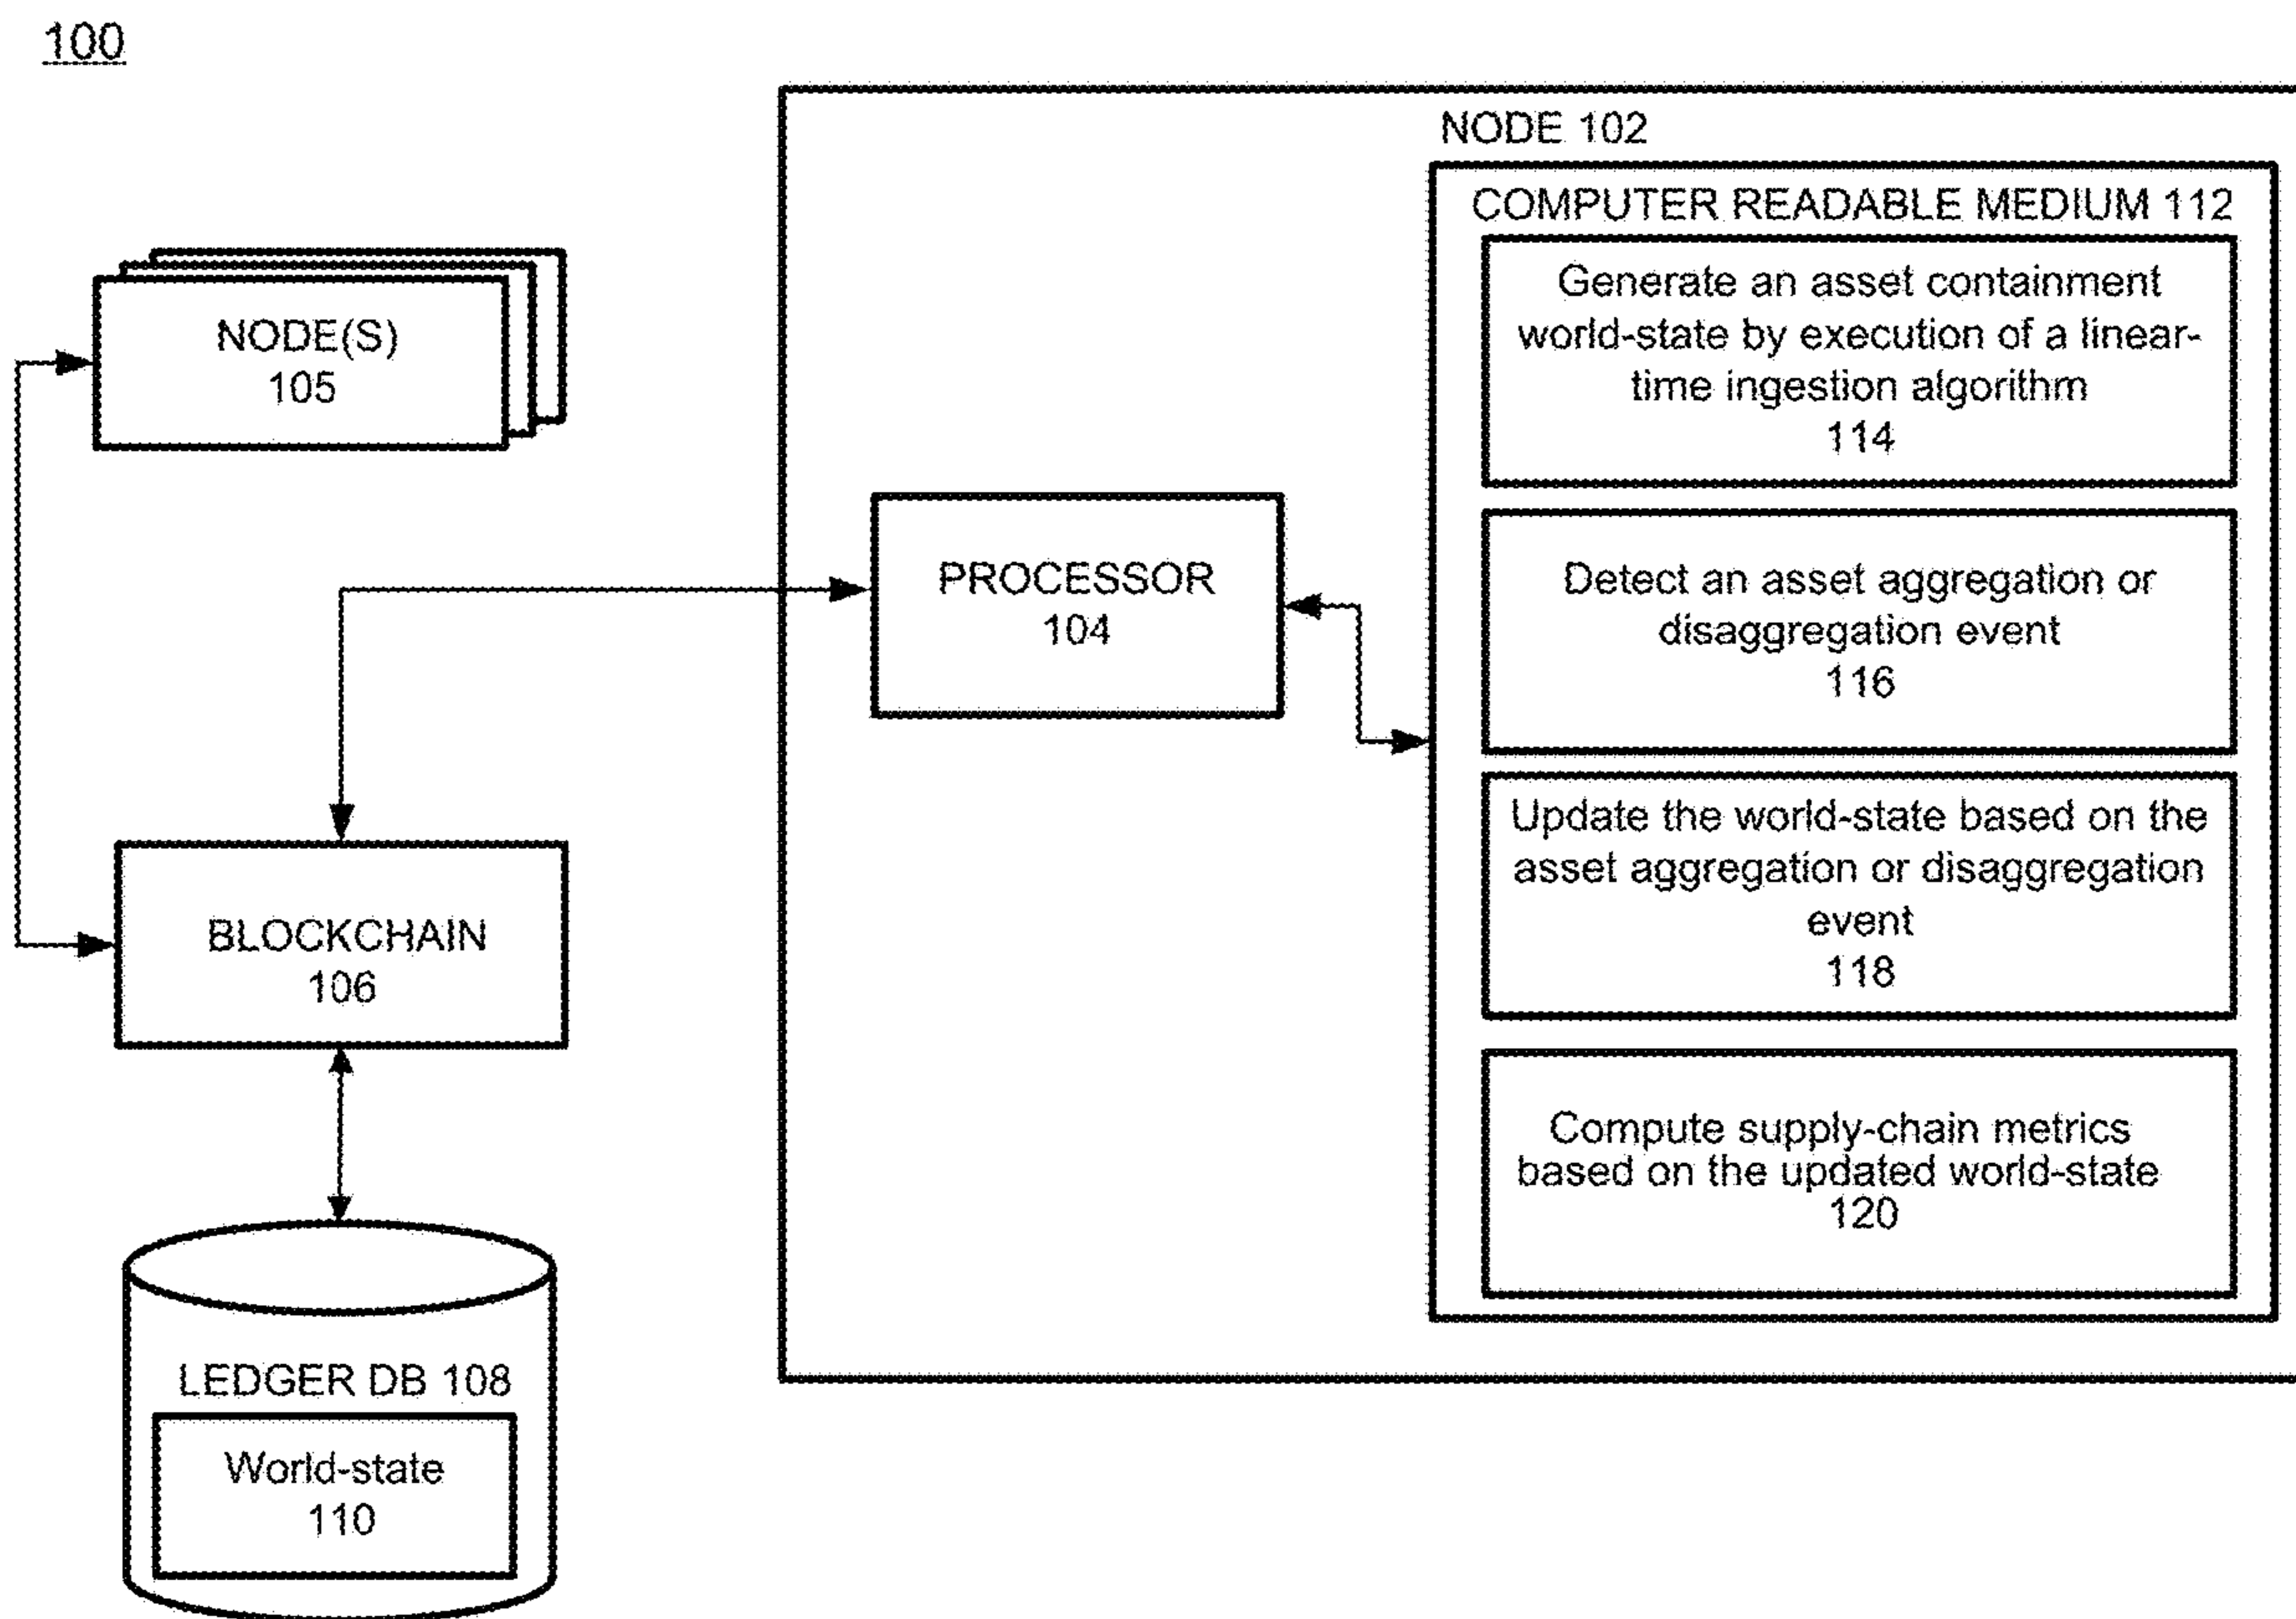 100
NODE 102
COMPUTER READABLE MEDIUM 112
Generate an asset containment
world-state by execution of a linear-
time ingestion algorithm
114
Detect an asset aggregation or
disaggregation event
116
Update the world-state based on the
asset aggregation or disaggregation
event
118
Compute supply-chain metrics
based on the updated world-state
120
PROCESSOR
104
NODE(S)
105
BLOCKCHAIN
106
LEDGER DB 108
World-state
110